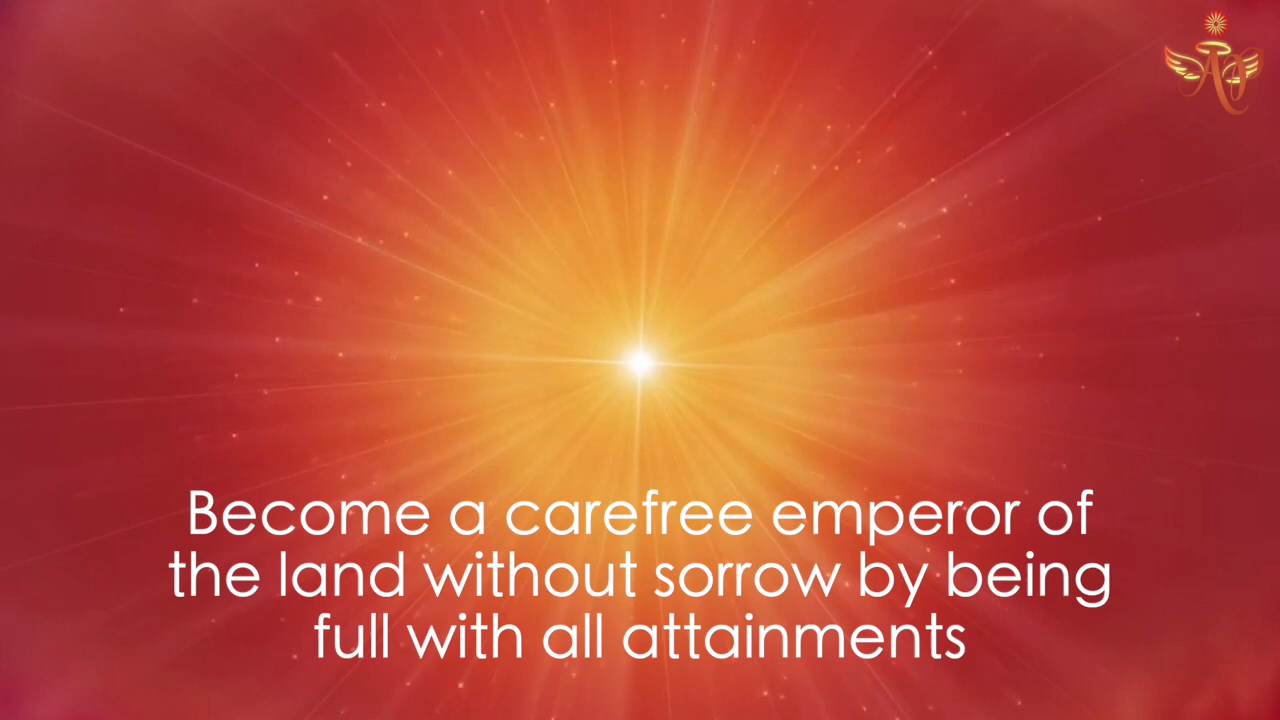 Become a carefree emperor of
the land without sorrow by being
full with all attainments